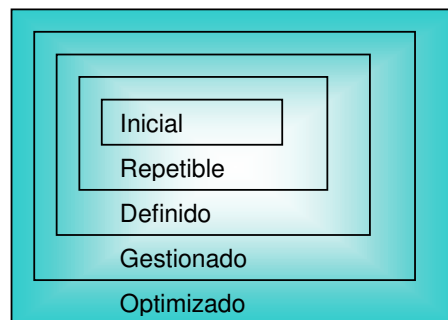 Inicial
Repetible
Definido
Gestionado
Optimizado